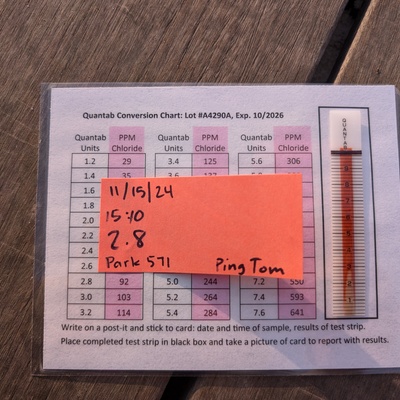 Quantab Conversion Chart: Lot #A4290A, Exp. 10/2026
Quantab Units PPM Chloride Quantab Units PPM Chloride Quantab Units PPM Chloride
1.2 29 3.4 125 5.6 306
1.4 35 3.6 137
1.6
1.8
2.0
2.2
2.4
2.6
11/15/24
15:40
2.8
Park 571 Ping Tom
2.8 92 5.0 244 7.2 550
3.0 103 5.2 264 7.4 593
3.2 114 5.4 284 7.6 641
QUANTAB
Write on a post-it and stick to card: date and time of sample, results of test strip.
Place completed test strip in black box and take a picture of card to report with results.